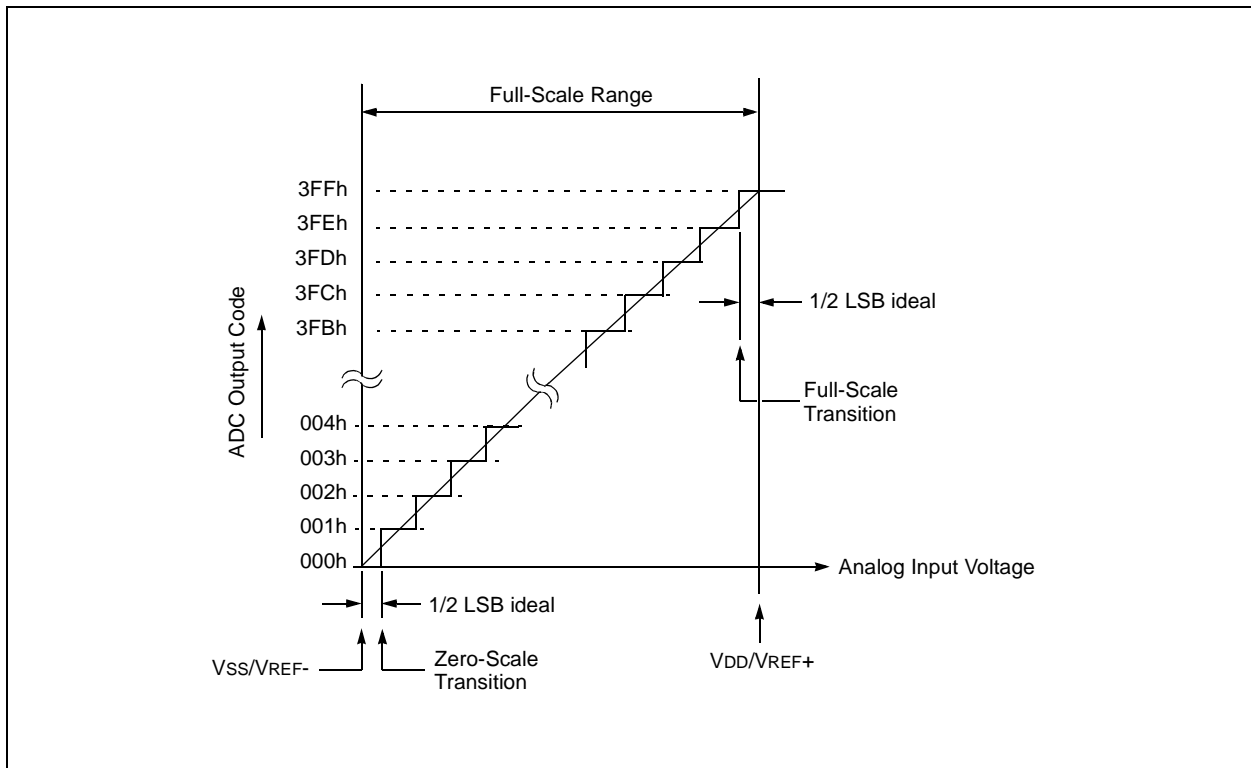 Full-Scale Range
3FFh
3FEh
3FDh
3FCh
3FBh
1/2 LSB ideal
ADC Output Code
Full-Scale
Transition
004h
003h
002h
001h
000h
Analog Input Voltage
1/2 LSB ideal
VSS/VREF-
Zero-Scale
Transition
VDD/VREF+